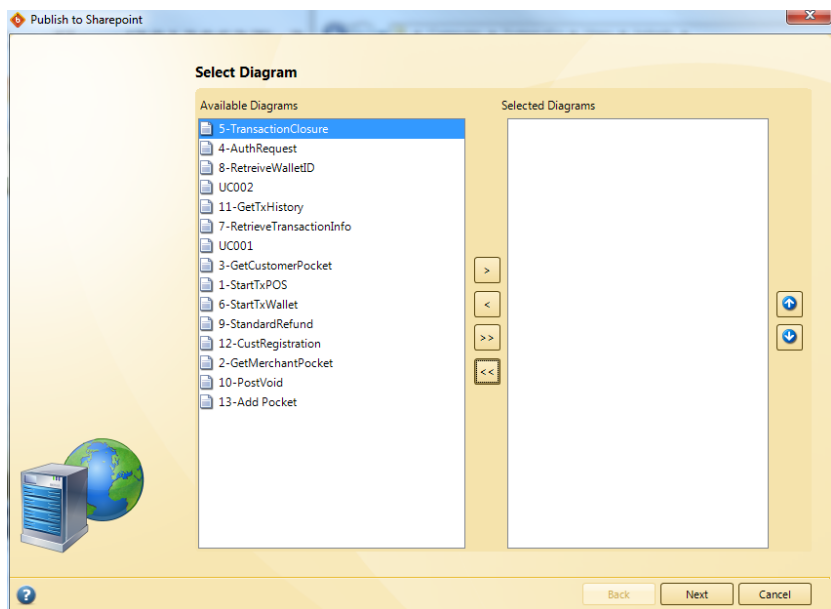 Publish to Sharepoint
Select Diagram
Available Diagrams
Selected Diagrams
5-TransactionClosure
4-AuthRequest
8-RetreiveWalletID
UC002
11-GetTxHistory
7-RetrieveTransactionInfo
UC001
3-GetCustomerPocket
1-StartTxPOS
6-StartTxWallet
9-StandardRefund
12-CustRegistration
2-GetMerchantPocket
10-PostVoid
13-Add Pocket
>
<
>>
<<
Back
Next
Cancel